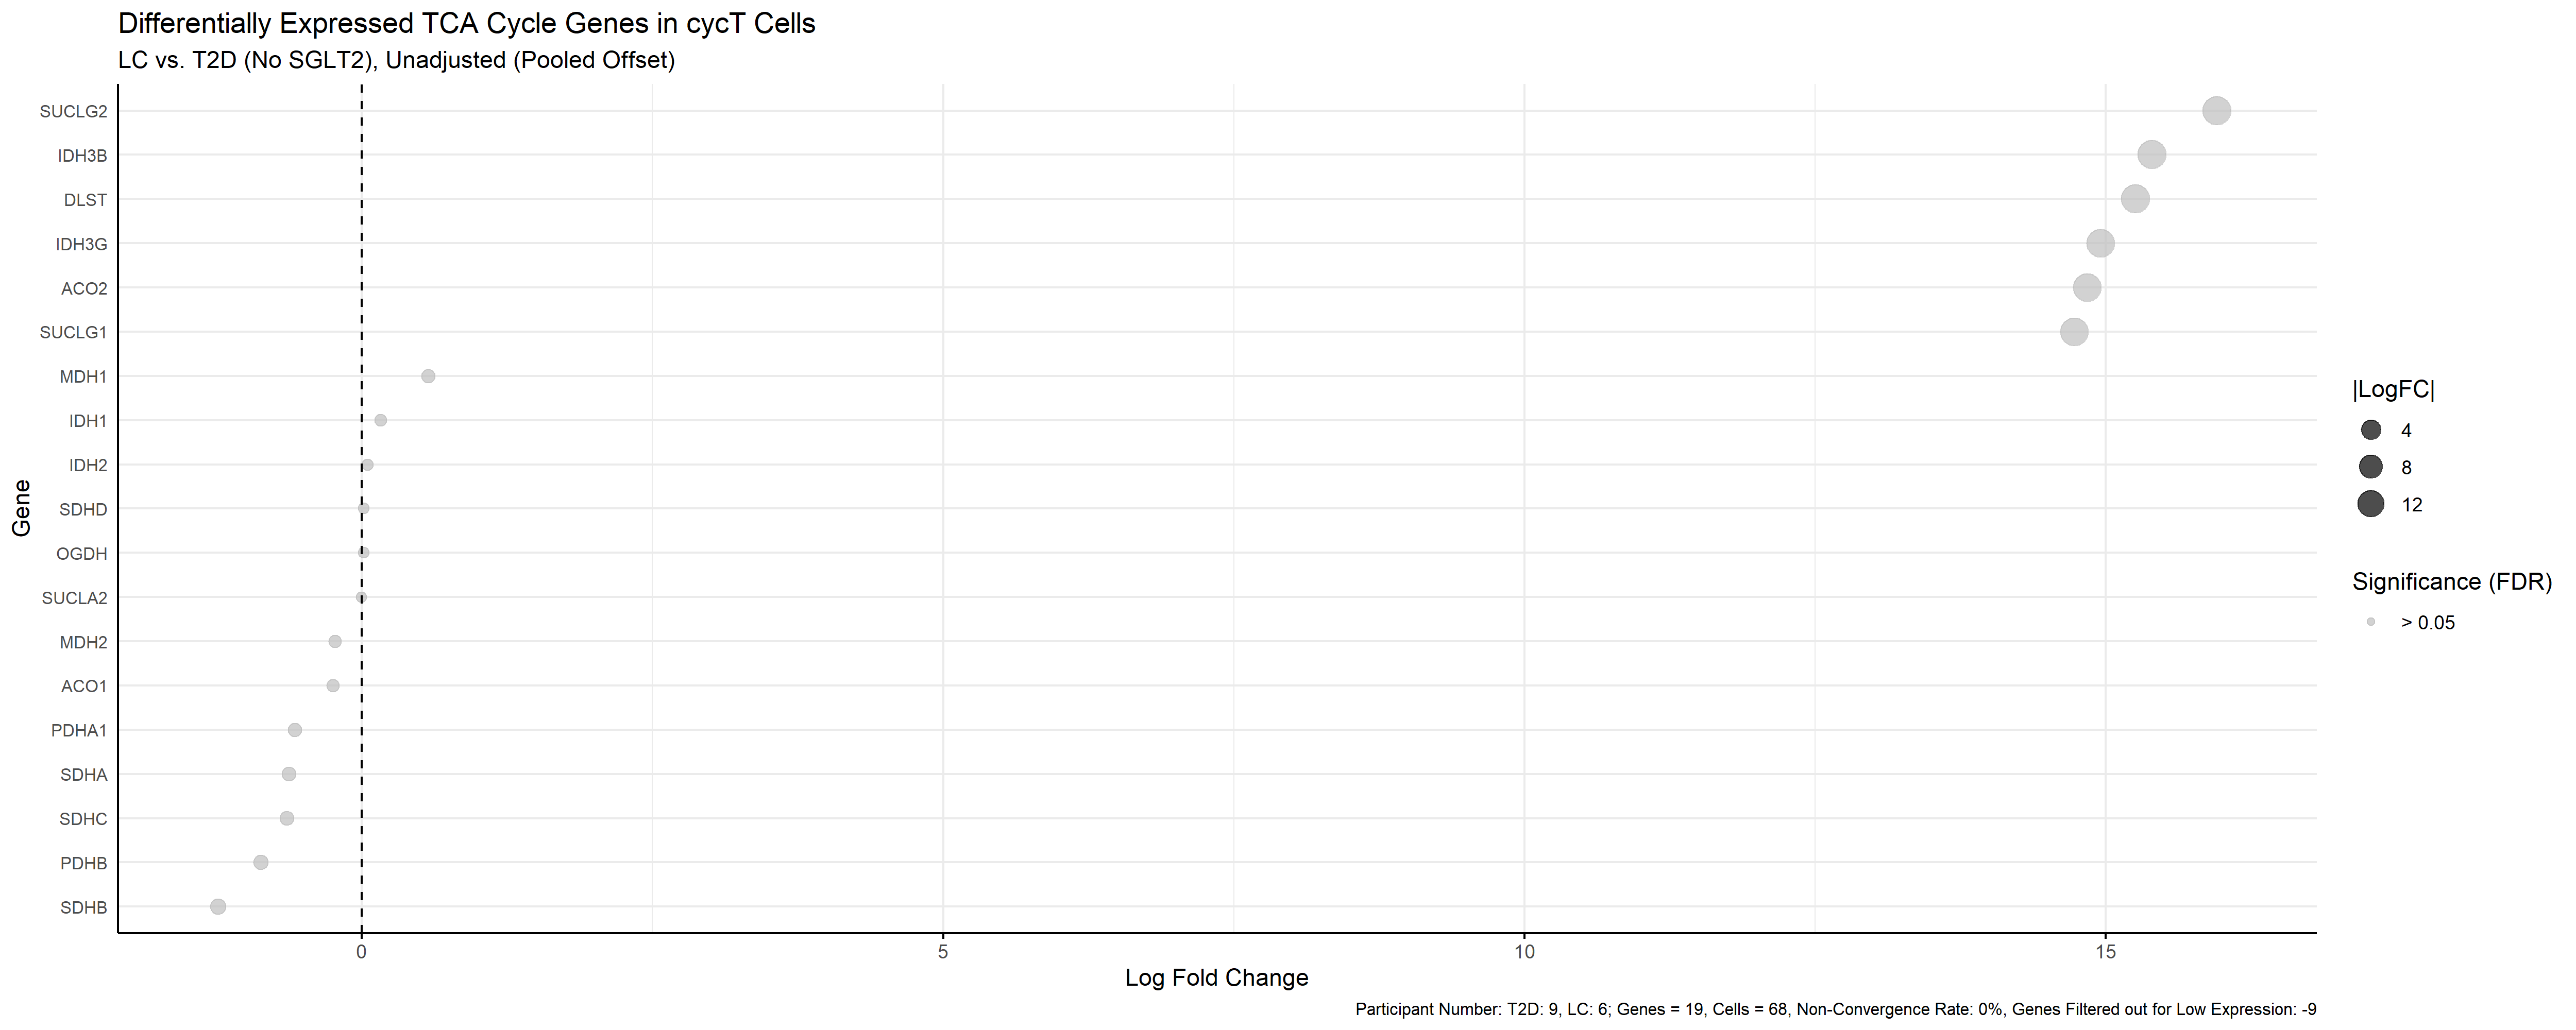 Differentially Expressed TCA Cycle Genes in cycT Cells
LC vs. T2D (No SGLT2), Unadjusted (Pooled Offset)
Gene
SUCLG2
IDH3B
DLST
IDH3G
ACO2
SUCLG1
MDH1
IDH1
IDH2
SDHD
OGDH
SUCLA2
MDH2
ACO1
PDHA1
SDHA
SDHC
PDHB
SDHB
0
5
10
15
Log Fold Change
|LogFC|
4
8
12
Significance (FDR)
> 0.05
Participant Number: T2D: 9, LC: 6; Genes = 19, Cells = 68, Non-Convergence Rate: 0%, Genes Filtered out for Low Expression: -9